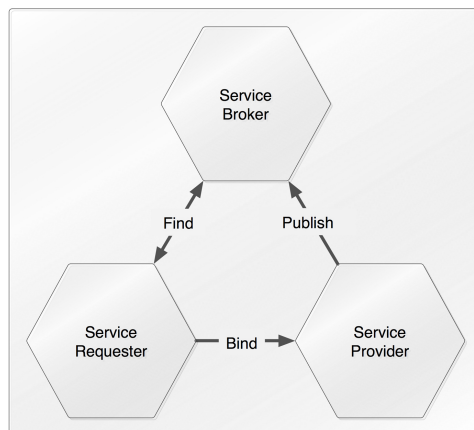 Service
Broker
Find
Publish
Service
Requester
Bind
Service
Provider